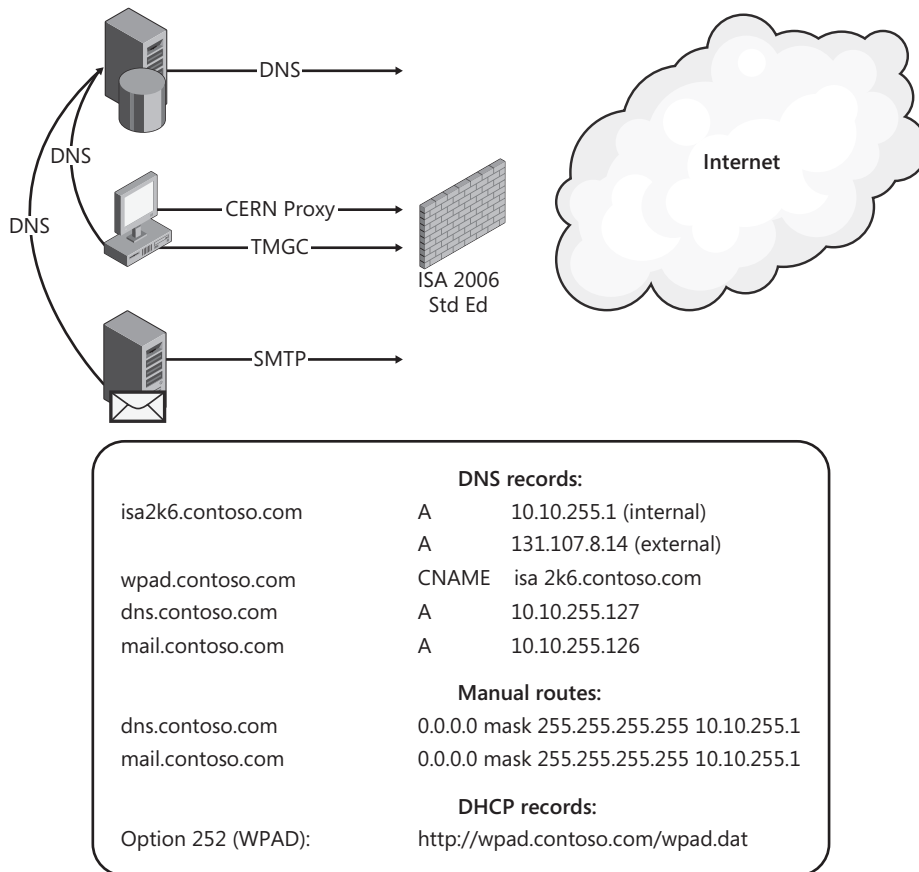 DNS
DNS
Internet
CERN Proxy
DNS
TMGC
ISA 2006
Std Ed
SMTP
DNS records:
isa2k6.contoso.com A 10.10.255.1 (internal)
A 131.107.8.14 (external)
wpad.contoso.com CNAME isa 2k6.contoso.com
dns.contoso.com A 10.10.255.127
mail.contoso.com A 10.10.255.126
Manual routes:
dns.contoso.com 0.0.0.0 mask 255.255.255.255 10.10.255.1
mail.contoso.com 0.0.0.0 mask 255.255.255.255 10.10.255.1
DHCP records:
Option 252 (WPAD): http://wpad.contoso.com/wpad.dat